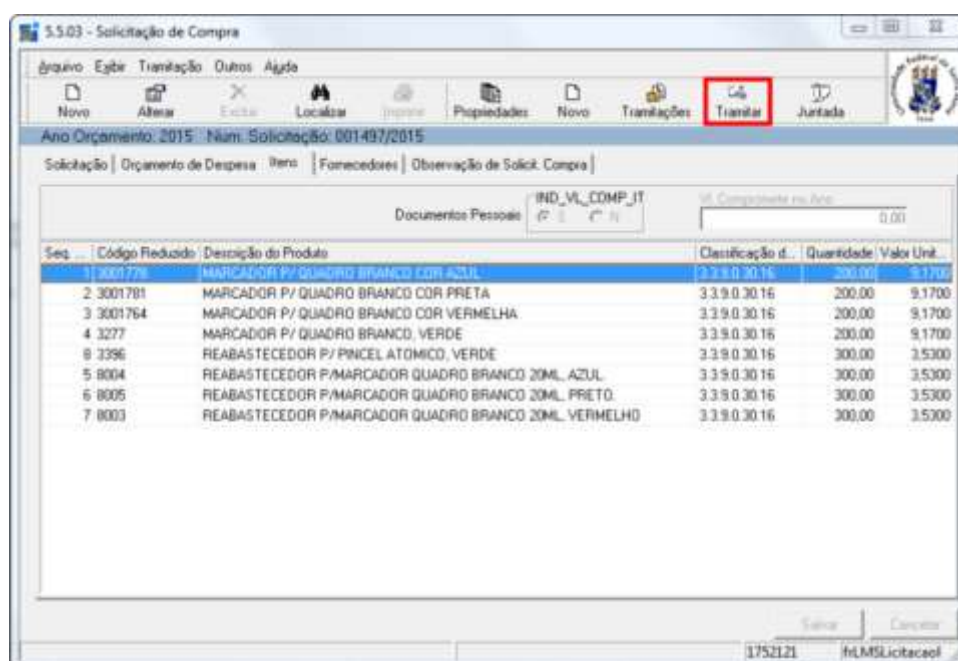 5.5.03 - Solicitação de Compra
Arquivo Exibir Tramitação Outros Ajuda
Novo Alterar Excluir Localizar Imprimir Propriedades Novo Tramitações Tramitar Juntada
Ano Orçamento: 2015 Num. Solicitação: 001497/2015
Solicitação Orçamento de Despesa Itens Fornecedores Observação de Solicit. Compra
IND_VL_COMP_IT
Documentos Pessoais S N
Vl. Componente no Ano
0,00
Seq. ... Código Reduzido Descrição do Produto Classificação d... Quantidade Valor Unit...
1 3001778 MARCADOR P/ QUADRO BRANCO COR AZUL 3.3.9.0.30.16 200,00 9,1700
2 3001781 MARCADOR P/ QUADRO BRANCO COR PRETA 3.3.9.0.30.16 200,00 9,1700
3 3001764 MARCADOR P/ QUADRO BRANCO COR VERMELHA 3.3.9.0.30.16 200,00 9,1700
4 3277 MARCADOR P/ QUADRO BRANCO, VERDE 3.3.9.0.30.16 200,00 9,1700
8 3396 REABASTECEDOR P/ PINCEL ATOMICO, VERDE 3.3.9.0.30.16 300,00 3,5300
5 8004 REABASTECEDOR P/MARCADOR QUADRO BRANCO 20ML, AZUL 3.3.9.0.30.16 300,00 3,5300
6 8005 REABASTECEDOR P/MARCADOR QUADRO BRANCO 20ML, PRETO. 3.3.9.0.30.16 300,00 3,5300
7 8003 REABASTECEDOR P/MARCADOR QUADRO BRANCO 20ML, VERMELHO 3.3.9.0.30.16 300,00 3,5300
Salvar Cancelar
1752121 frLMSLicitacaoI